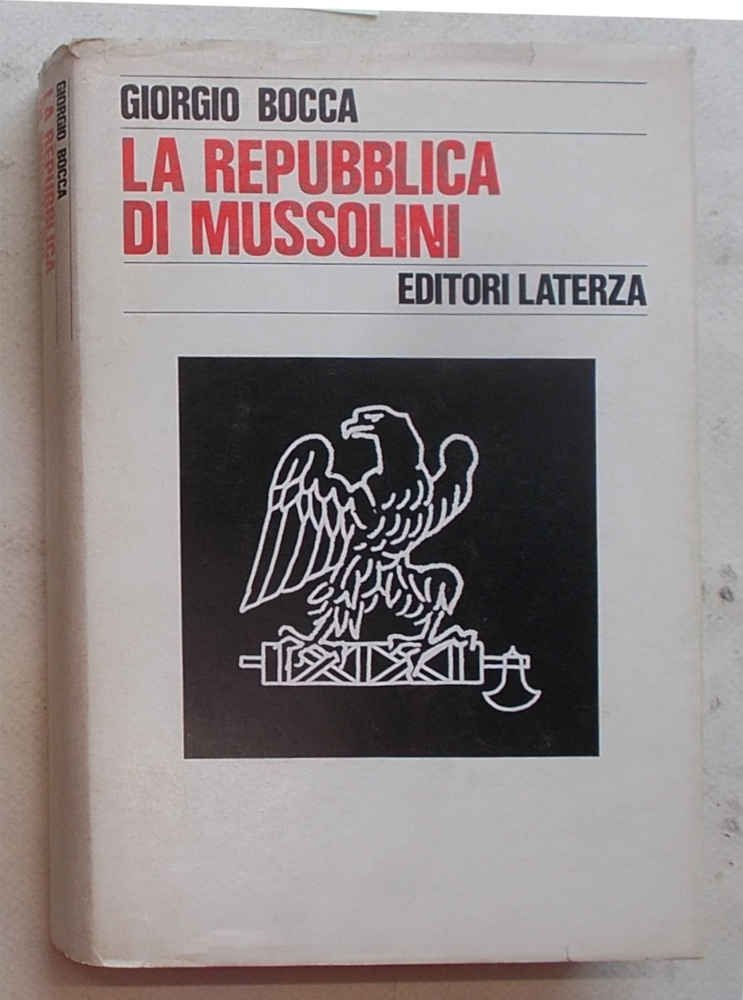 GIORGIO BOCCA
LA REPUBBLICA
DI MUSSOLINI
EDITORI LATERZA
GIORGIO BOCCA
LA REPUBBLICA